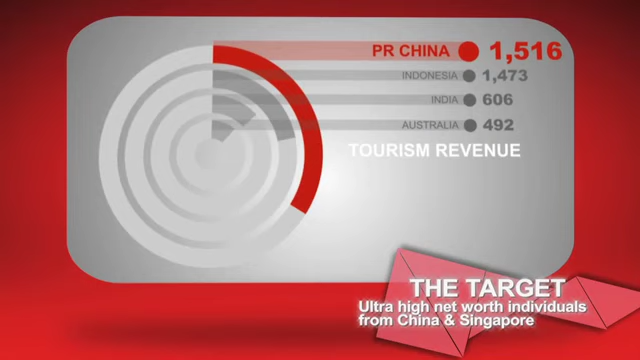 PR CHINA 1,516
INDONESIA 1,473
INDIA 606
AUSTRALIA 492
TOURISM REVENUE
THE TARGET
Ultra high net worth individuals
from China & Singapore